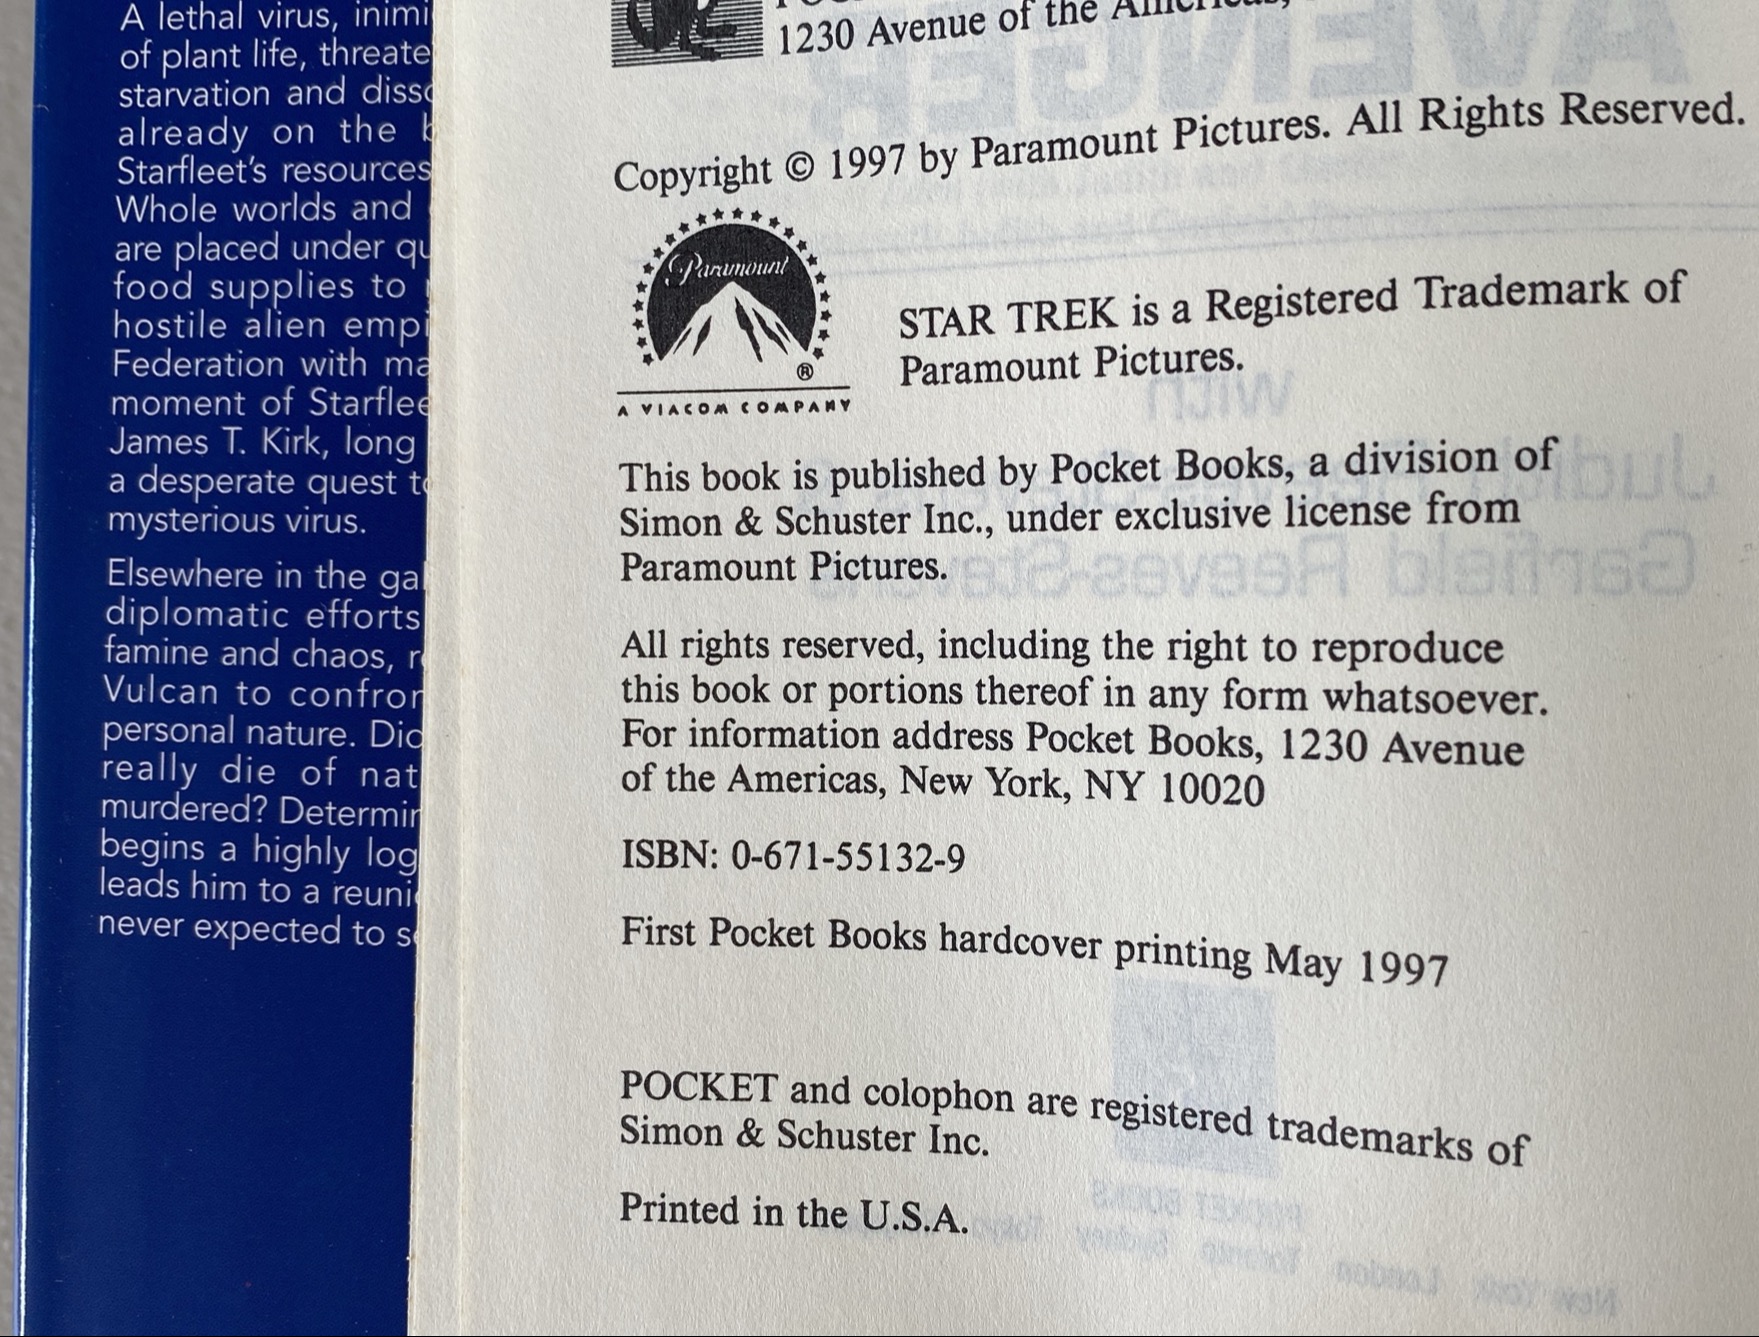 A lethal virus, inimi
of plant life, threate
starvation and disso
already on the b
Starfleet's resources
Whole worlds and
are placed under qu
food supplies to
hostile alien empi
Federation with ma
moment of Starflee
James T. Kirk, long
a desperate quest to
mysterious virus.
Elsewhere in the gal
diplomatic efforts
famine and chaos, re
Vulcan to confron
personal nature. Did
really die of nat
murdered? Determin
begins a highly log
leads him to a reuni
never expected to se
1230 Avenue of the Americas,
Copyright © 1997 by Paramount Pictures. All Rights Reserved.
Paramount
®
A VIACOM COMPANY
STAR TREK is a Registered Trademark of
Paramount Pictures.
This book is published by Pocket Books, a division of
Simon & Schuster Inc., under exclusive license from
Paramount Pictures.
All rights reserved, including the right to reproduce
this book or portions thereof in any form whatsoever.
For information address Pocket Books, 1230 Avenue
of the Americas, New York, NY 10020
ISBN: 0-671-55132-9
First Pocket Books hardcover printing May 1997
POCKET and colophon are registered trademarks of
Simon & Schuster Inc.
Printed in the U.S.A.